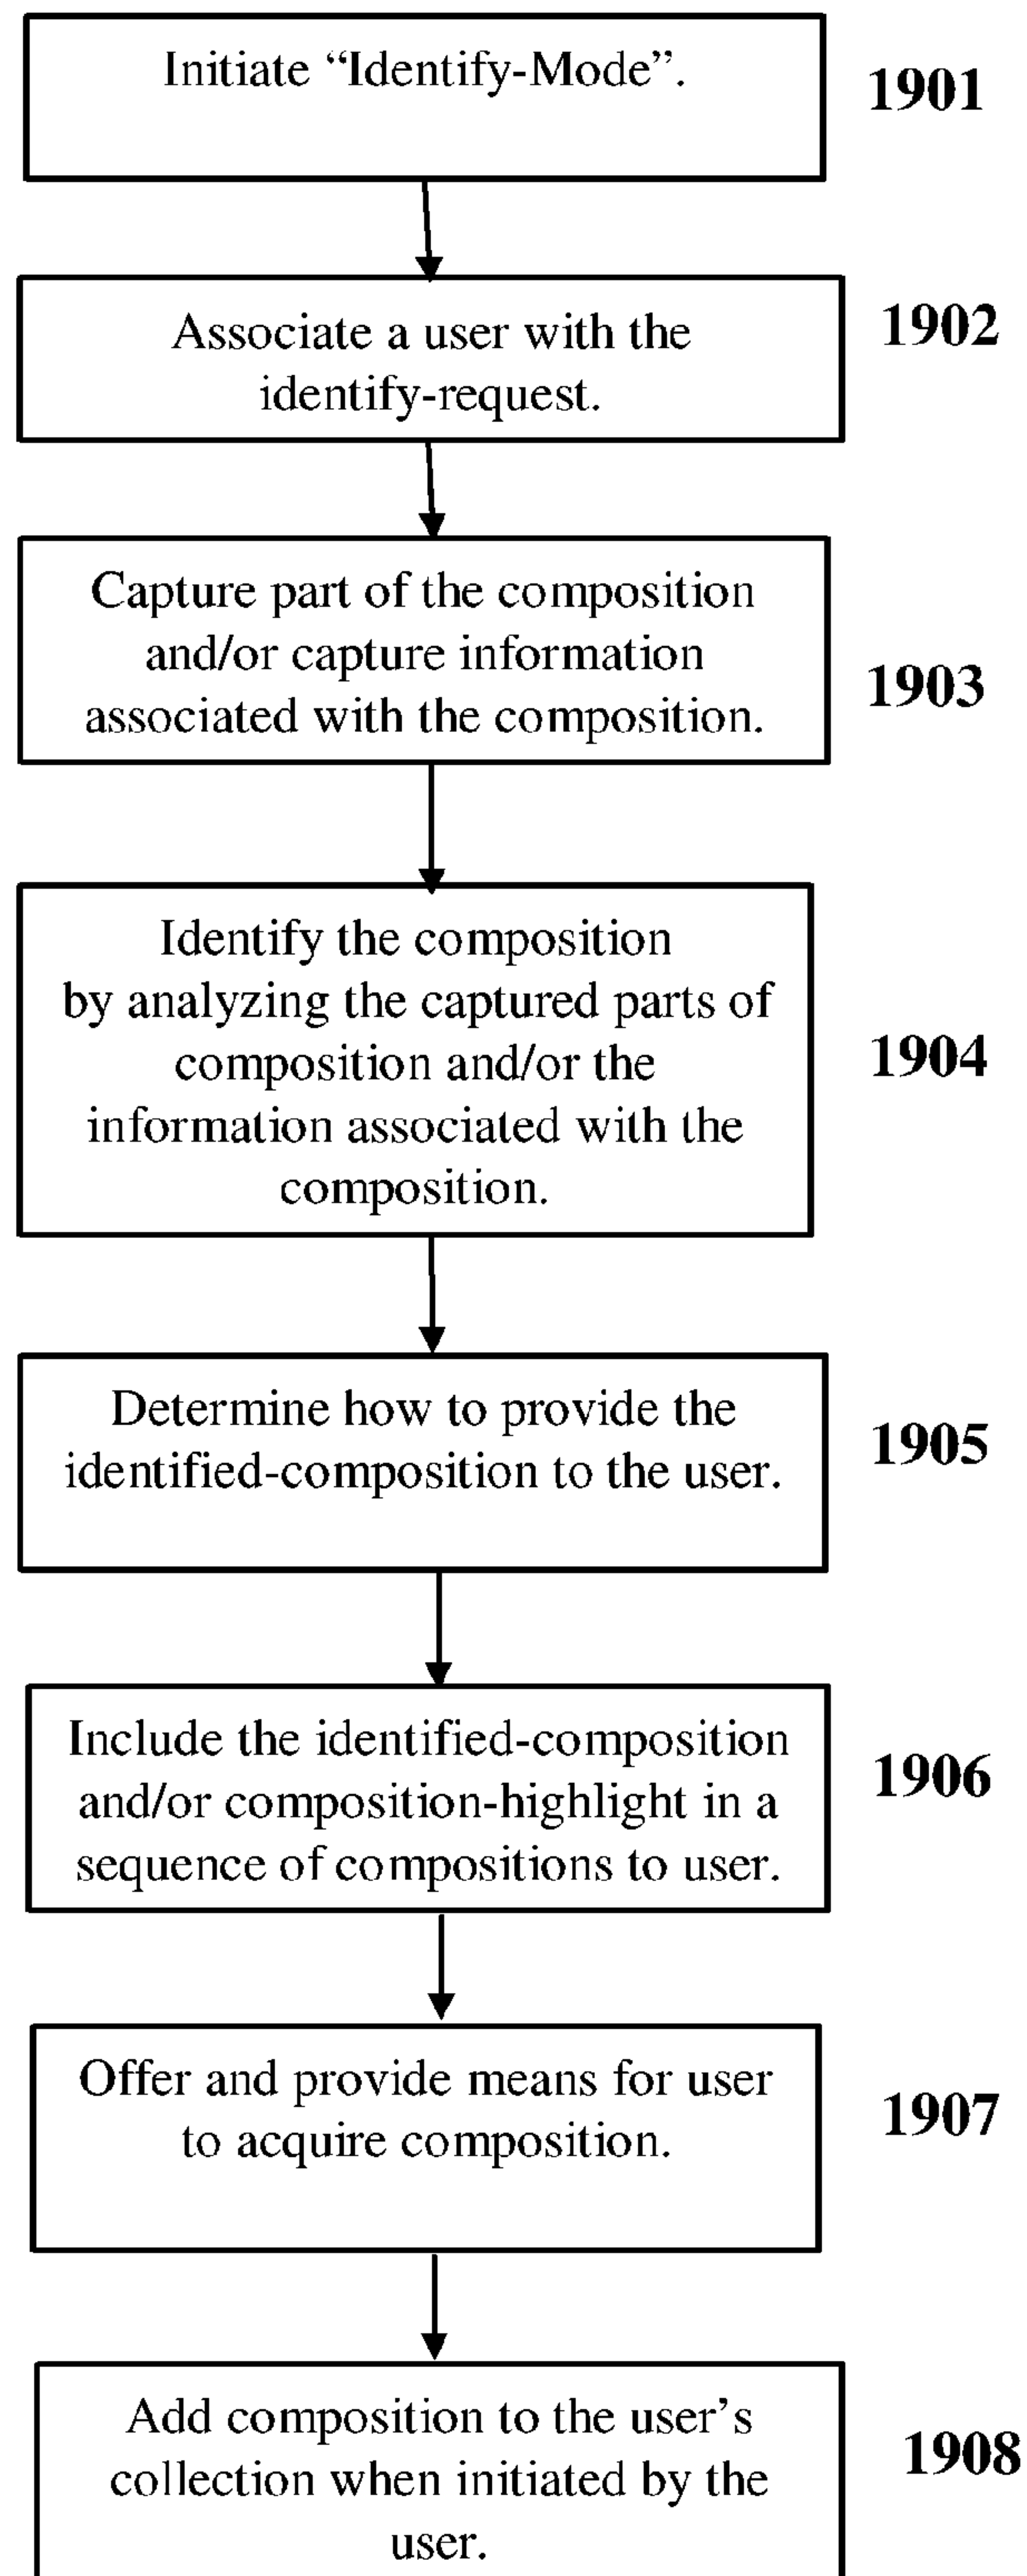 Initiate “Identify-Mode”.
1901
Associate a user with the
identify-request.
1902
Capture part of the composition
and/or capture information
associated with the composition.
1903
Identify the composition
by analyzing the captured parts of
composition and/or the
information associated with the
composition.
1904
Determine how to provide the
identified-composition to the user.
1905
Include the identified-composition
and/or composition-highlight in a
sequence of compositions to user.
1906
Offer and provide means for user
to acquire composition.
1907
Add composition to the user’s
collection when initiated by the
user.
1908